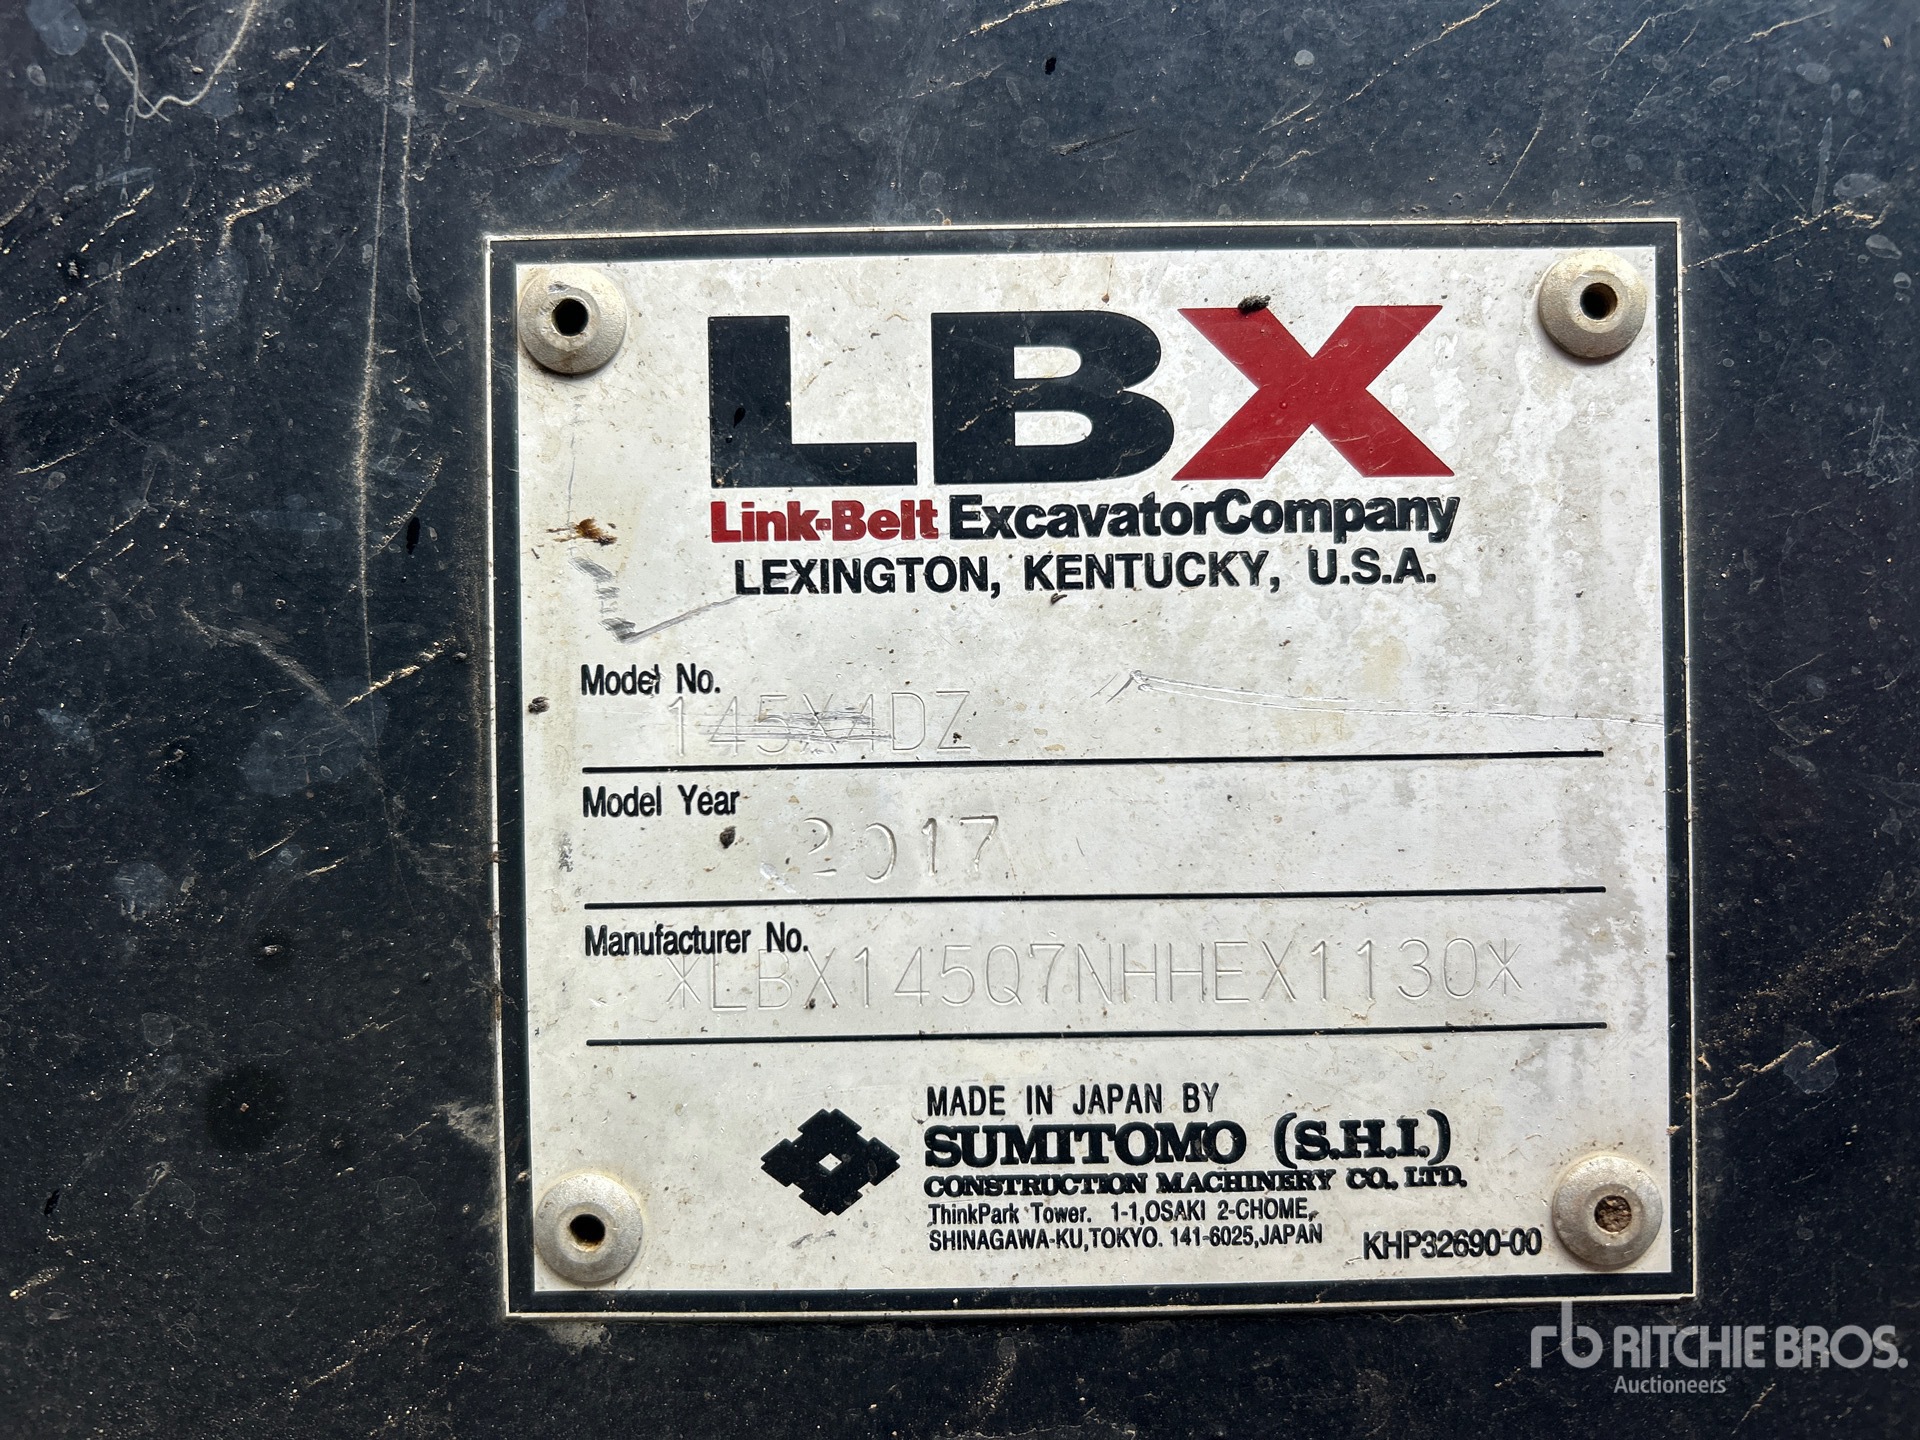 LBX
Link-Belt ExcavatorCompany
LEXINGTON, KENTUCKY, U.S.A.
Model No.
145X4DZ
Model Year
2017
Manufacturer No.
*LBX145Q7NHHEX1130*
MADE IN JAPAN BY
SUMITOMO (S.H.I.)
CONSTRUCTION MACHINERY CO., LTD.
ThinkPark Tower. 1-1,OSAKI 2-CHOME,
SHINAGAWA-KU,TOKYO. 141-6025,JAPAN
KHP32690-00
rb RITCHIE BROS.
Auctioneers